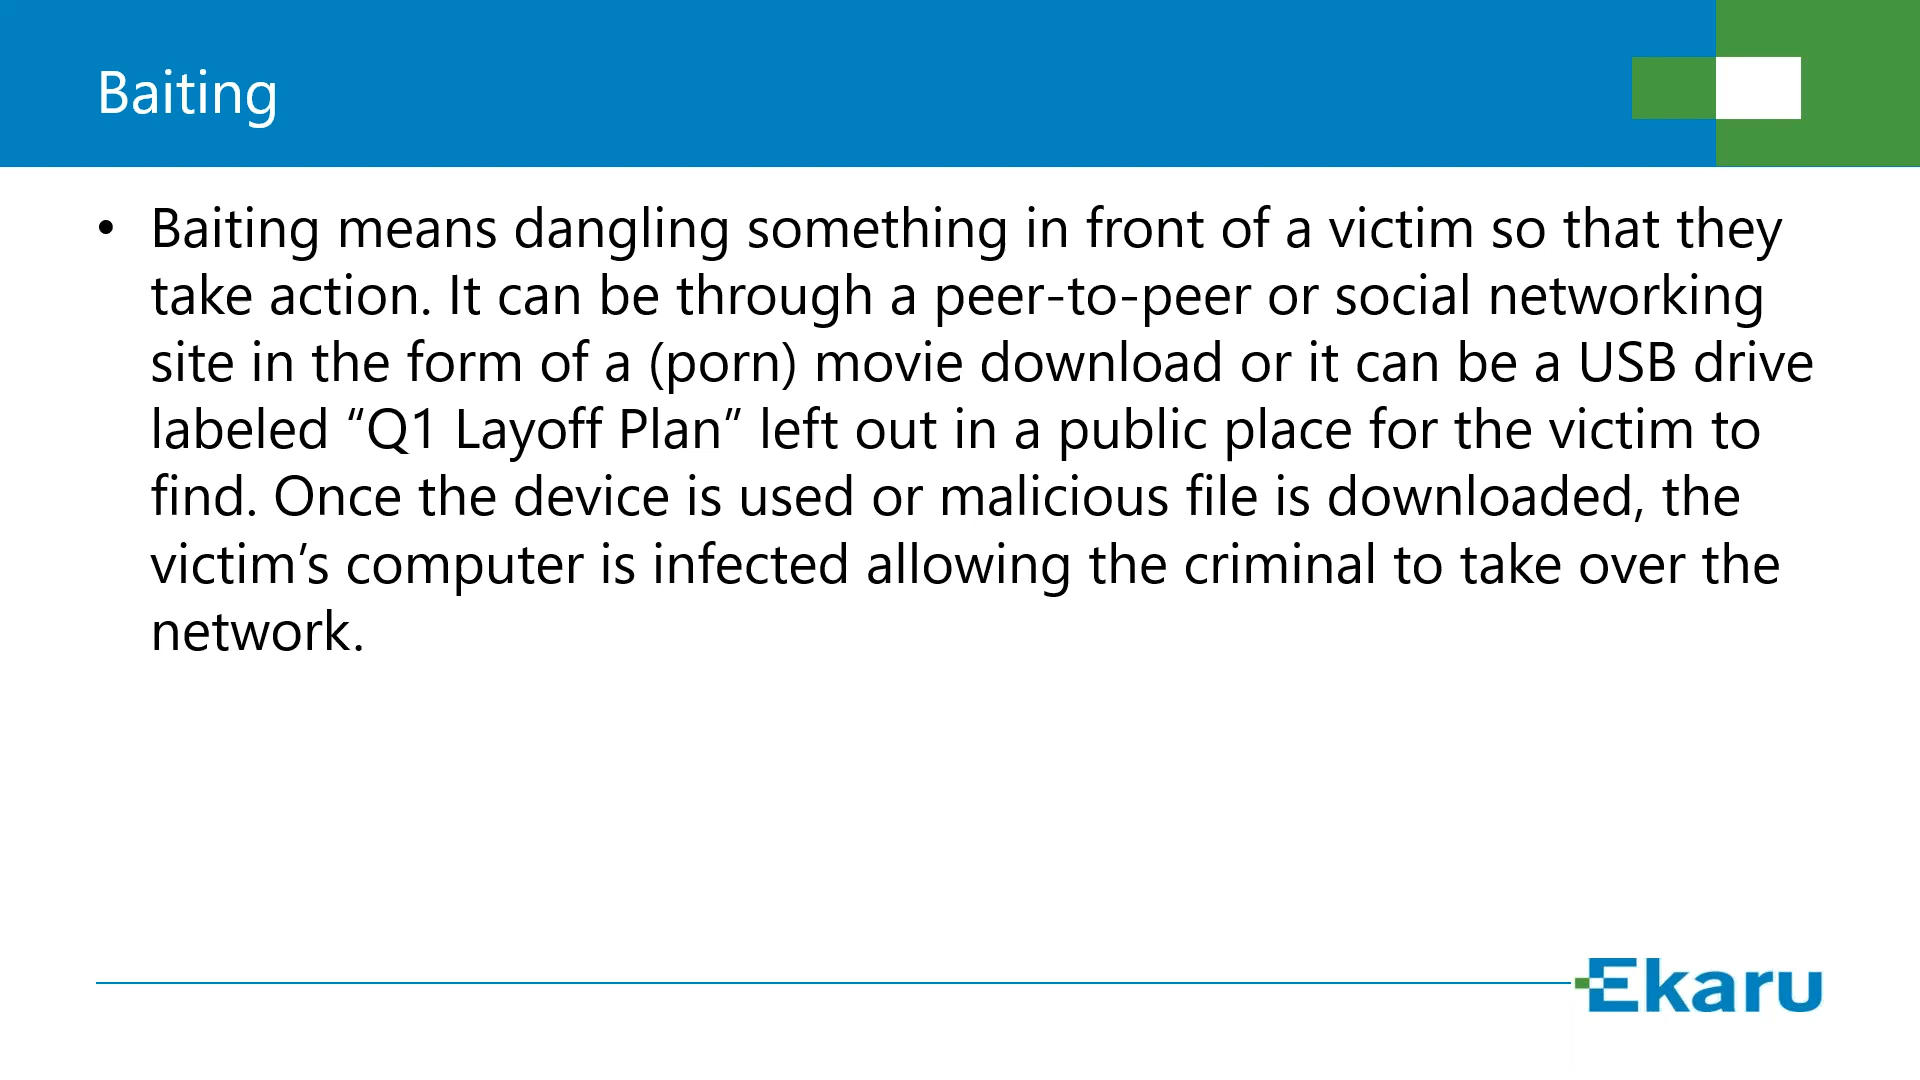 Baiting
• Baiting means dangling something in front of a victim so that they
take action. It can be through a peer-to-peer or social networking
site in the form of a (porn) movie download or it can be a USB drive
labeled “Q1 Layoff Plan” left out in a public place for the victim to
find. Once the device is used or malicious file is downloaded, the
victim’s computer is infected allowing the criminal to take over the
network.
Ekaru